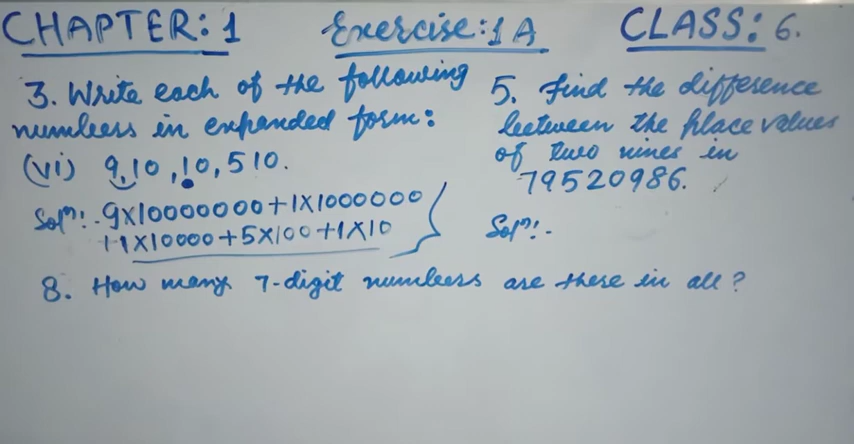 CHAPTER: 1 Exercise: 1A CLASS: 6.
3. Write each of the following
numbers in expanded form:
(vi) 9,10,10,510.
Solⁿ:- 9×10000000+1×1000000
+1×10000+5×100+1×10
5. Find the difference
between the place values
of two nines in
79520986.
Solⁿ:-
8. How many 7-digit numbers are there in all?